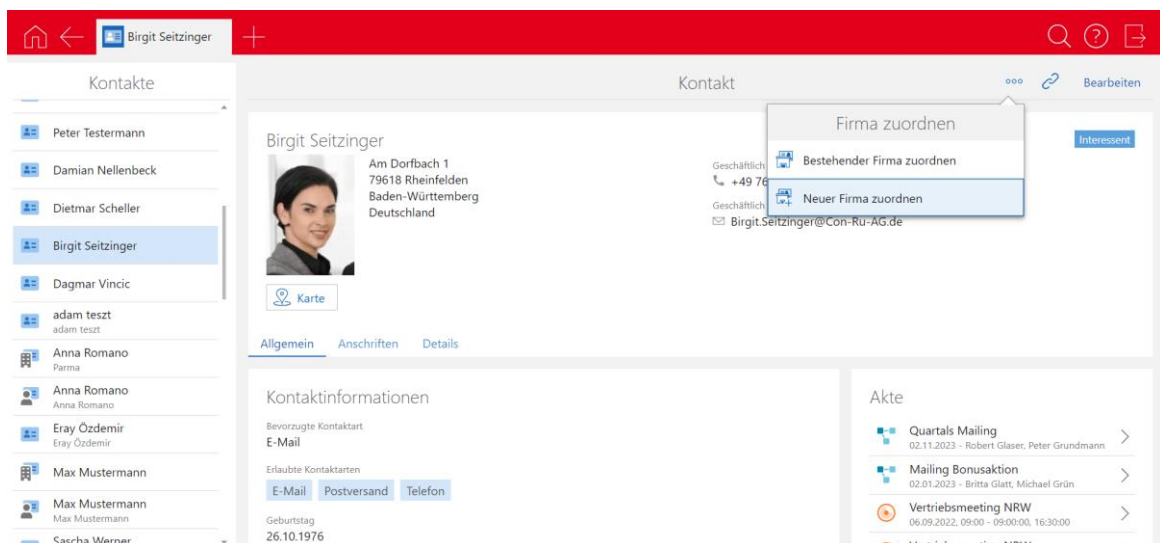 Birgit Seitzinger
Kontakte
Peter Testermann
Damian Nellenbeck
Dietmar Scheller
Birgit Seitzinger
Dagmar Vincic
adam teszt
adam teszt
Anna Romano
Parma
Anna Romano
Anna Romano
Eray Özdemir
Eray Özdemir
Max Mustermann
Max Mustermann
Max Mustermann
Sascha Werner
Kontakt
Bearbeiten
Birgit Seitzinger
Am Dorfbach 1
79618 Rheinfelden
Baden-Württemberg
Deutschland
Karte
Geschäftlich
+49 76
Geschäftlich
Birgit.Seitzinger@Con-Ru-AG.de
Firma zuordnen
Bestehender Firma zuordnen
Neuer Firma zuordnen
Interessent
Allgemein Anschriften Details
Kontaktinformationen
Bevorzugte Kontaktart
E-Mail
Erlaubte Kontaktarten
E-Mail Postversand Telefon
Geburtstag
26.10.1976
Akte
Quartals Mailing
02.11.2023 - Robert Glaser, Peter Grundmann
Mailing Bonusaktion
02.01.2023 - Britta Glatt, Michael Grün
Vertriebsmeeting NRW
06.09.2022, 09:00 - 09:00:00, 16:30:00